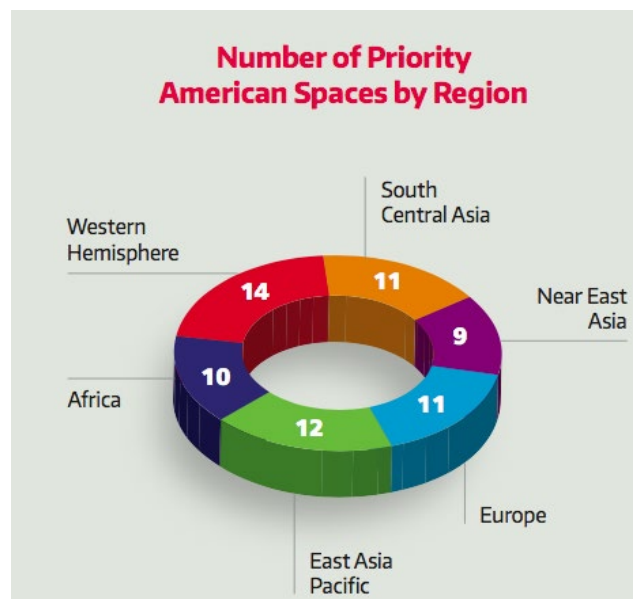 Number of Priority
American Spaces by Region
South
Central Asia
Western
Hemisphere
11
14
Near East
Asia
9
10
Africa
11
12
Europe
East Asia
Pacific